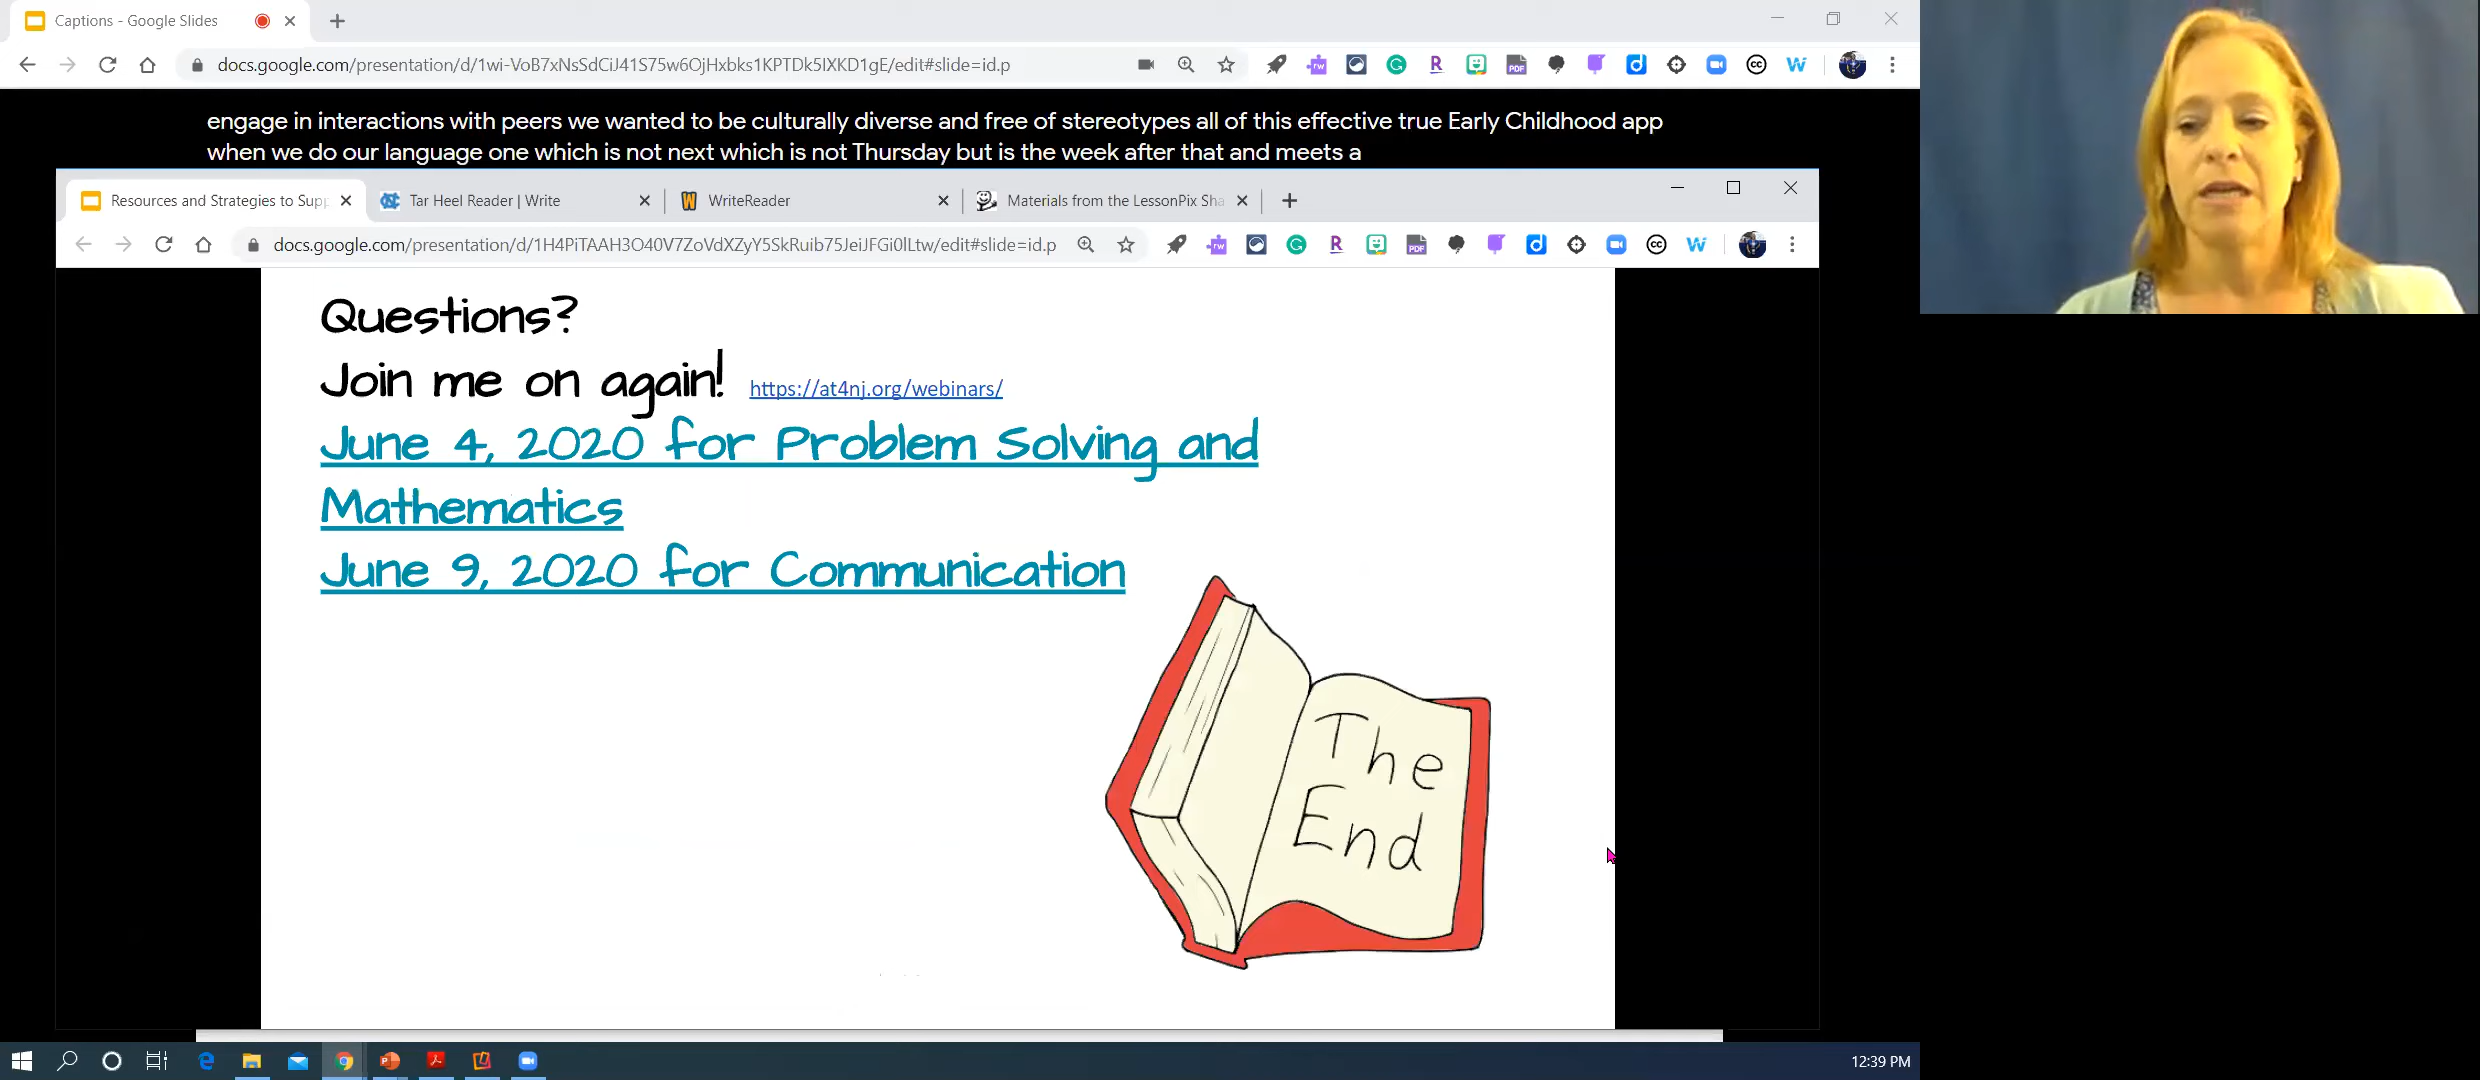 Captions - Google Slides
docs.google.com/presentation/d/1wi-VoB7xNsSdCiJ41S75w6OjHxbks1KPTDk5IXKD1gE/edit#slide=id.p
engage in interactions with peers we wanted to be culturally diverse and free of stereotypes all of this effective true Early Childhood app
when we do our language one which is not next which is not Thursday but is the week after that and meets a
Resources and Strategies to Supp
Tar Heel Reader | Write
WriteReader
Materials from the LessonPix Sha
docs.google.com/presentation/d/1H4PiTAAH3O40V7ZoVdXZyY5SkRuib75JeiJFGi0lLtw/edit#slide=id.p
Questions?
Join me on again! https://at4nj.org/webinars/
June 4, 2020 for Problem Solving and
Mathematics
June 9, 2020 for Communication
The
End
12:39 PM